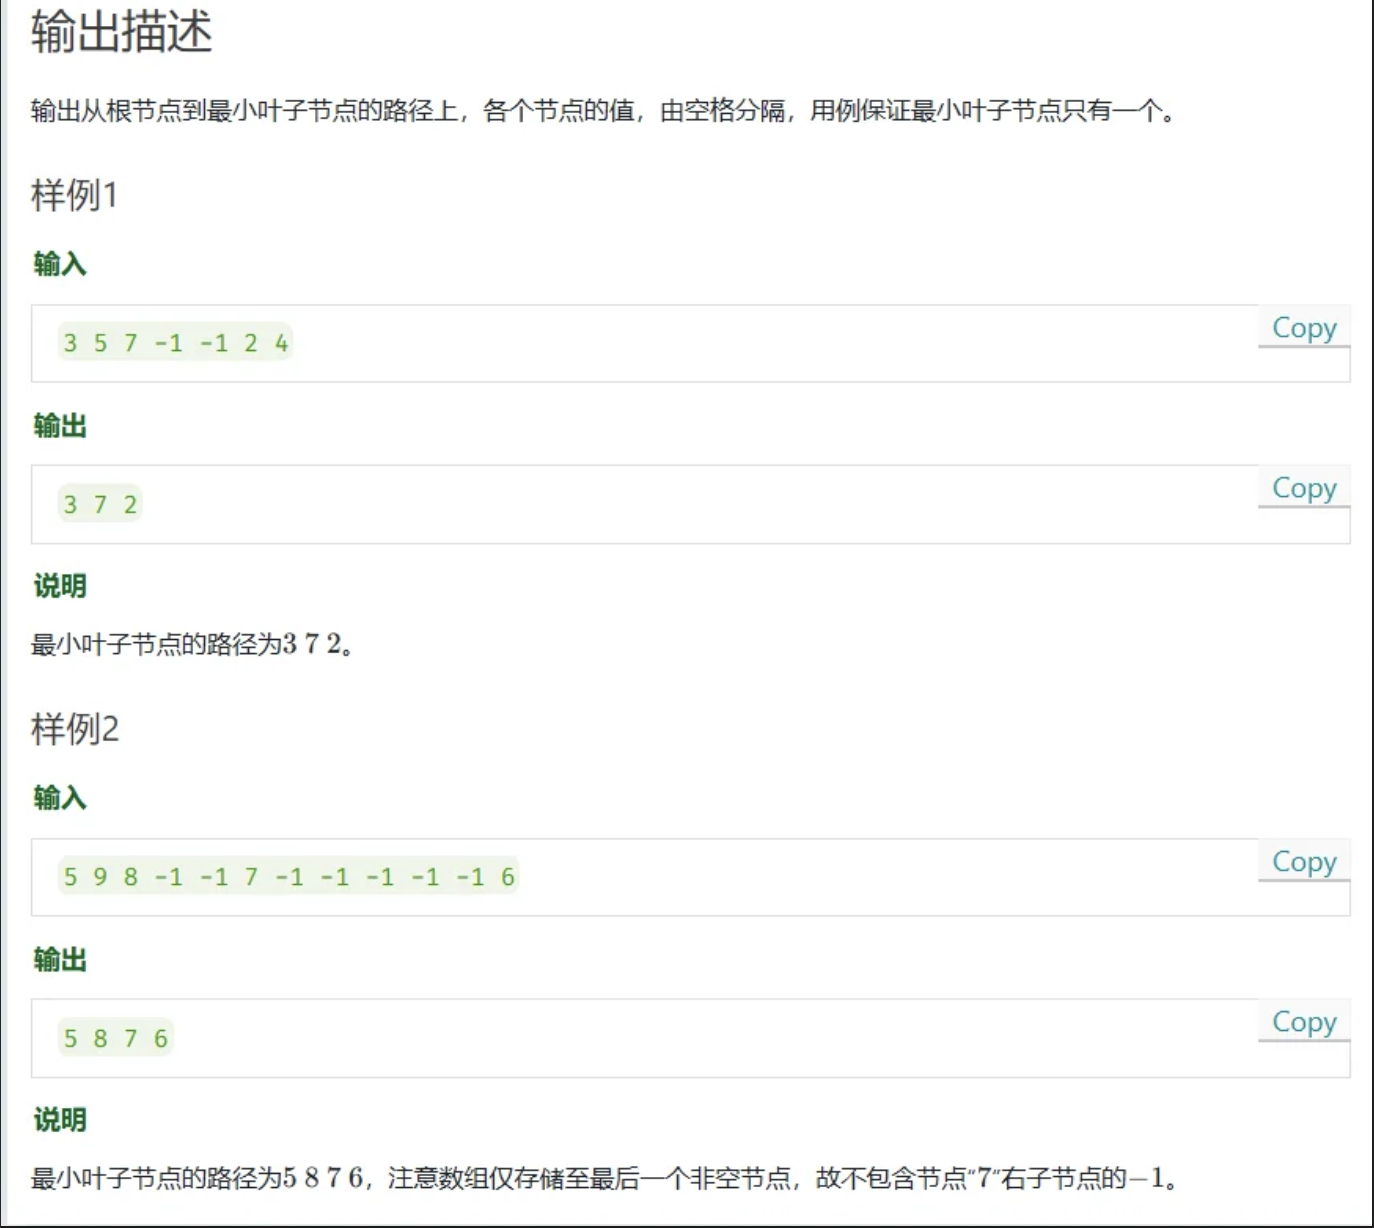 输出描述
输出从根节点到最小叶子节点的路径上，各个节点的值，由空格分隔，用例保证最小叶子节点只有一个。
样例1
输入
Copy
3 5 7 -1 -1 2 4
输出
Copy
3 7 2
说明
最小叶子节点的路径为3 7 2。
样例2
输入
Copy
5 9 8 -1 -1 7 -1 -1 -1 -1 -1 6
输出
Copy
5 8 7 6
说明
最小叶子节点的路径为5 8 7 6，注意数组仅存储至最后一个非空节点，故不包含节点“7”右子节点的−1。